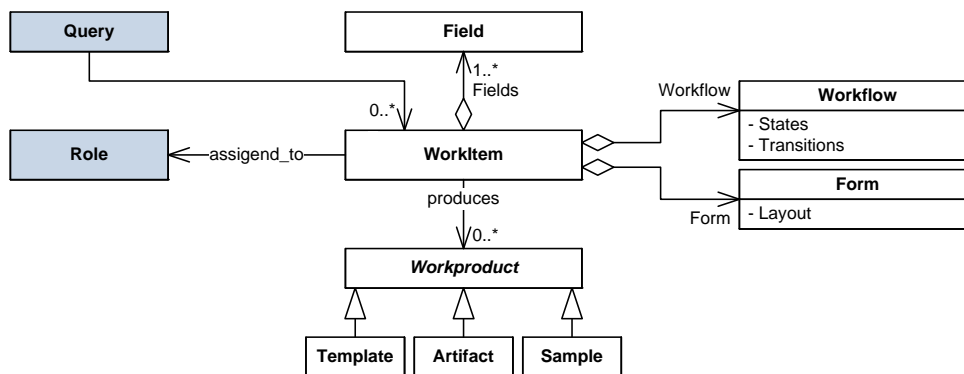 Query
Field
1..*
Fields
Workflow
Workflow
- States
- Transitions
0..*
Role
assigend_to
WorkItem
produces
Form
Form
- Layout
0..*
Workproduct
Template
Artifact
Sample